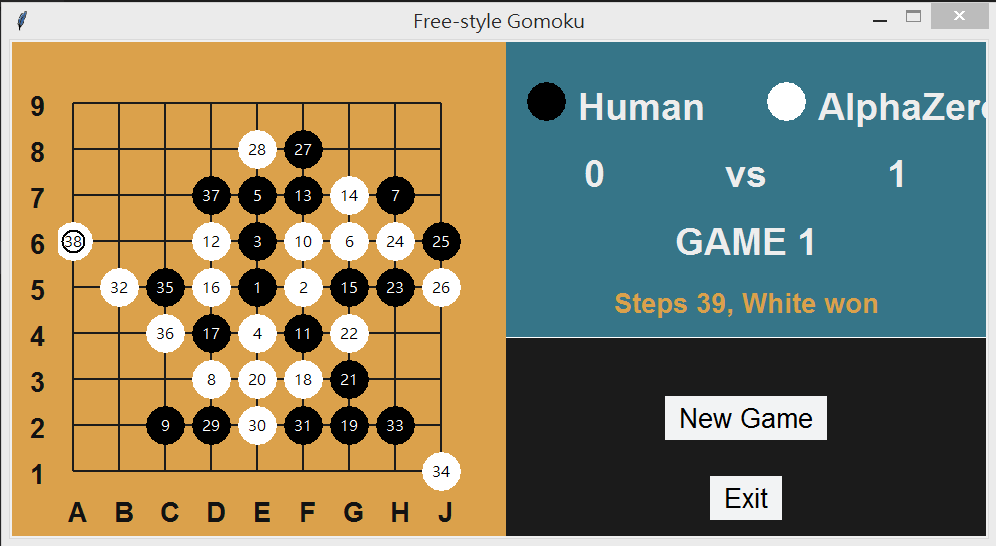 Free-style Gomoku
Human AlphaZero
0 vs 1
GAME 1
Steps 39, White won
New Game
Exit
9
8 28 27
7 37 5 13 14 7
6 38 12 3 10 6 24 25
5 32 35 16 1 2 15 23 26
4 36 17 4 11 22
3 8 20 18 21
2 9 29 30 31 19 33
1 34
A B C D E F G H J